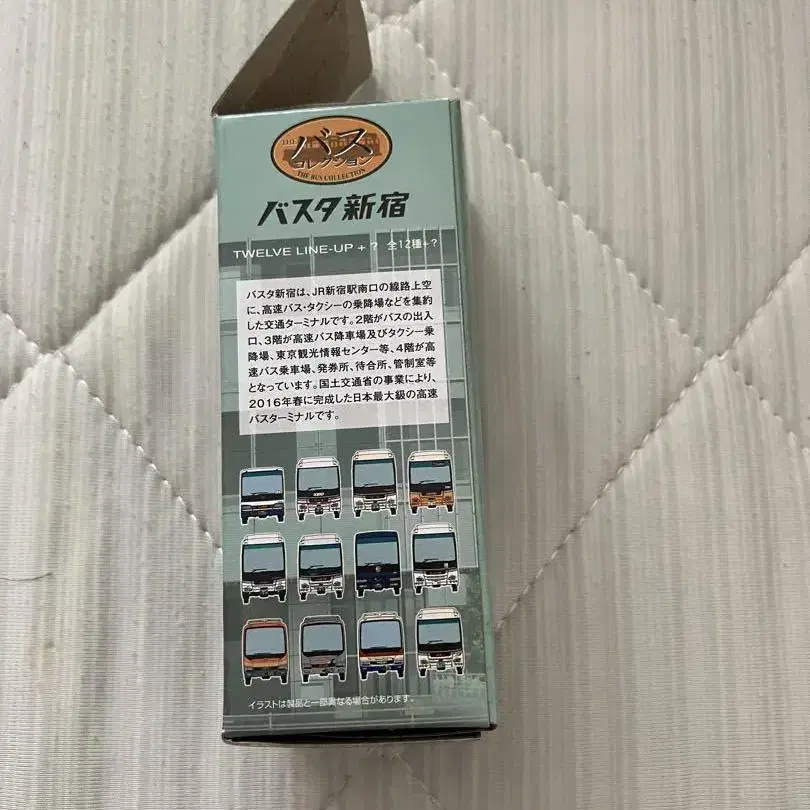 THE
バス
コレクション
THE BUS COLLECTION
バスタ新宿
TWELVE LINE-UP + ? 全12種+?
バスタ新宿は、JR新宿駅南口の線路上空
に、高速バス・タクシーの乗降場などを集約
した交通ターミナルです。2階がバスの出入
口、3階が高速バス降車場及びタクシー乗
降場、東京観光情報センター等、4階が高
速バス乗車場、発券所、待合所、管制室等
となっています。国土交通省の事業により、
2016年春に完成した日本最大級の高速
バスターミナルです。
イラストは製品と一部異なる場合があります。